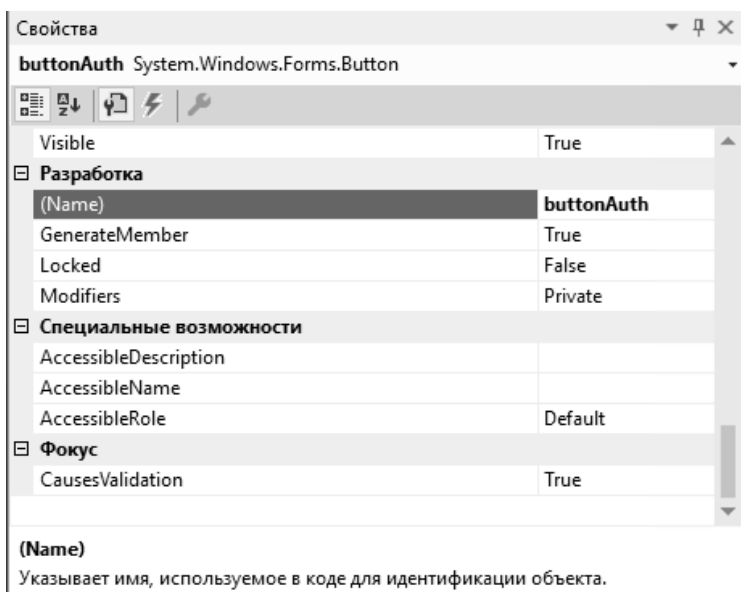 Свойства
buttonAuth System.Windows.Forms.Button
Visible True
Разработка
(Name) buttonAuth
GenerateMember True
Locked False
Modifiers Private
Специальные возможности
AccessibleDescription
AccessibleName
AccessibleRole Default
Фокус
CausesValidation True
(Name)
Указывает имя, используемое в коде для идентификации объекта.